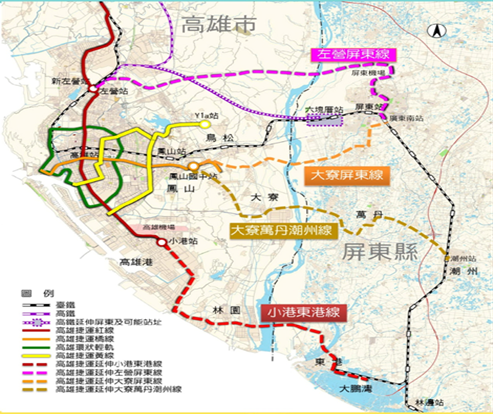 高雄市
左營屏東線
新左營站
左營站
屏東機場
六塊厝站
屏東站
廣東南站
Y1a站
鳥松
高雄站
鳳山站
鳳山國中站
鳳山
大寮屏東線
大寮
萬丹
大寮萬丹潮州線
屏東縣
高雄機場
小港站
高雄港
潮州站
潮州
林園
小港東港線
東港
大鵬灣
林邊站
圖 例
臺鐵
高鐵
高鐵延伸屏東及可能站址
高雄捷運紅線
高雄捷運橘線
高雄環狀輕軌
高雄捷運黃線
高雄捷運延伸小港東港線
高雄捷運延伸左營屏東線
高雄捷運延伸大寮屏東線
高雄捷運延伸大寮萬丹潮州線